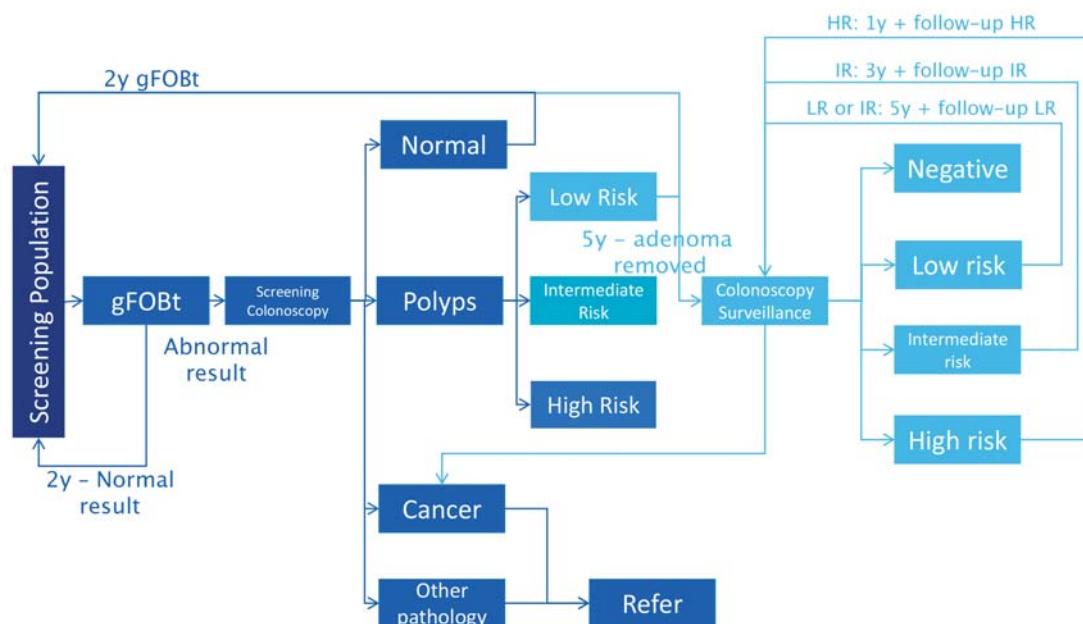 HR: 1y + follow-up HR
2y gFOBt
IR: 3y + follow-up IR
LR or IR: 5y + follow-up LR
Normal
Negative
Screening Population
Low Risk
5y – adenoma
removed
Low risk
gFOBt
Screening
Colonoscopy
Polyps
Intermediate
Risk
Colonoscopy
Surveillance
Abnormal
result
Intermediate
risk
High Risk
High risk
2y – Normal
result
Cancer
Other
pathology
Refer